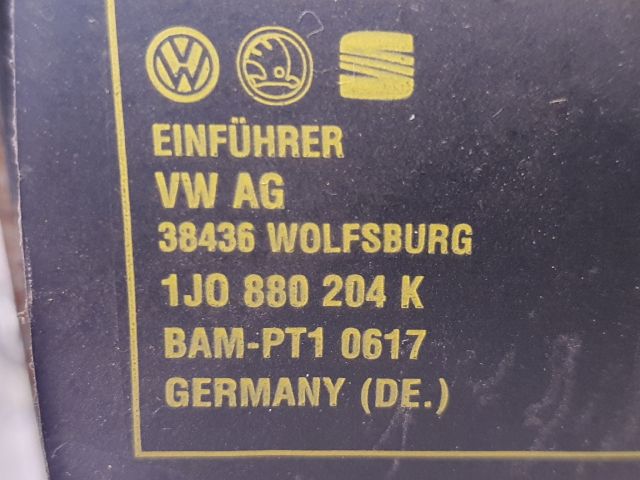 EINFÜHRER
VW AG
38436 WOLFSBURG
1J0 880 204 K
BAM-PT1 0617
GERMANY (DE.)